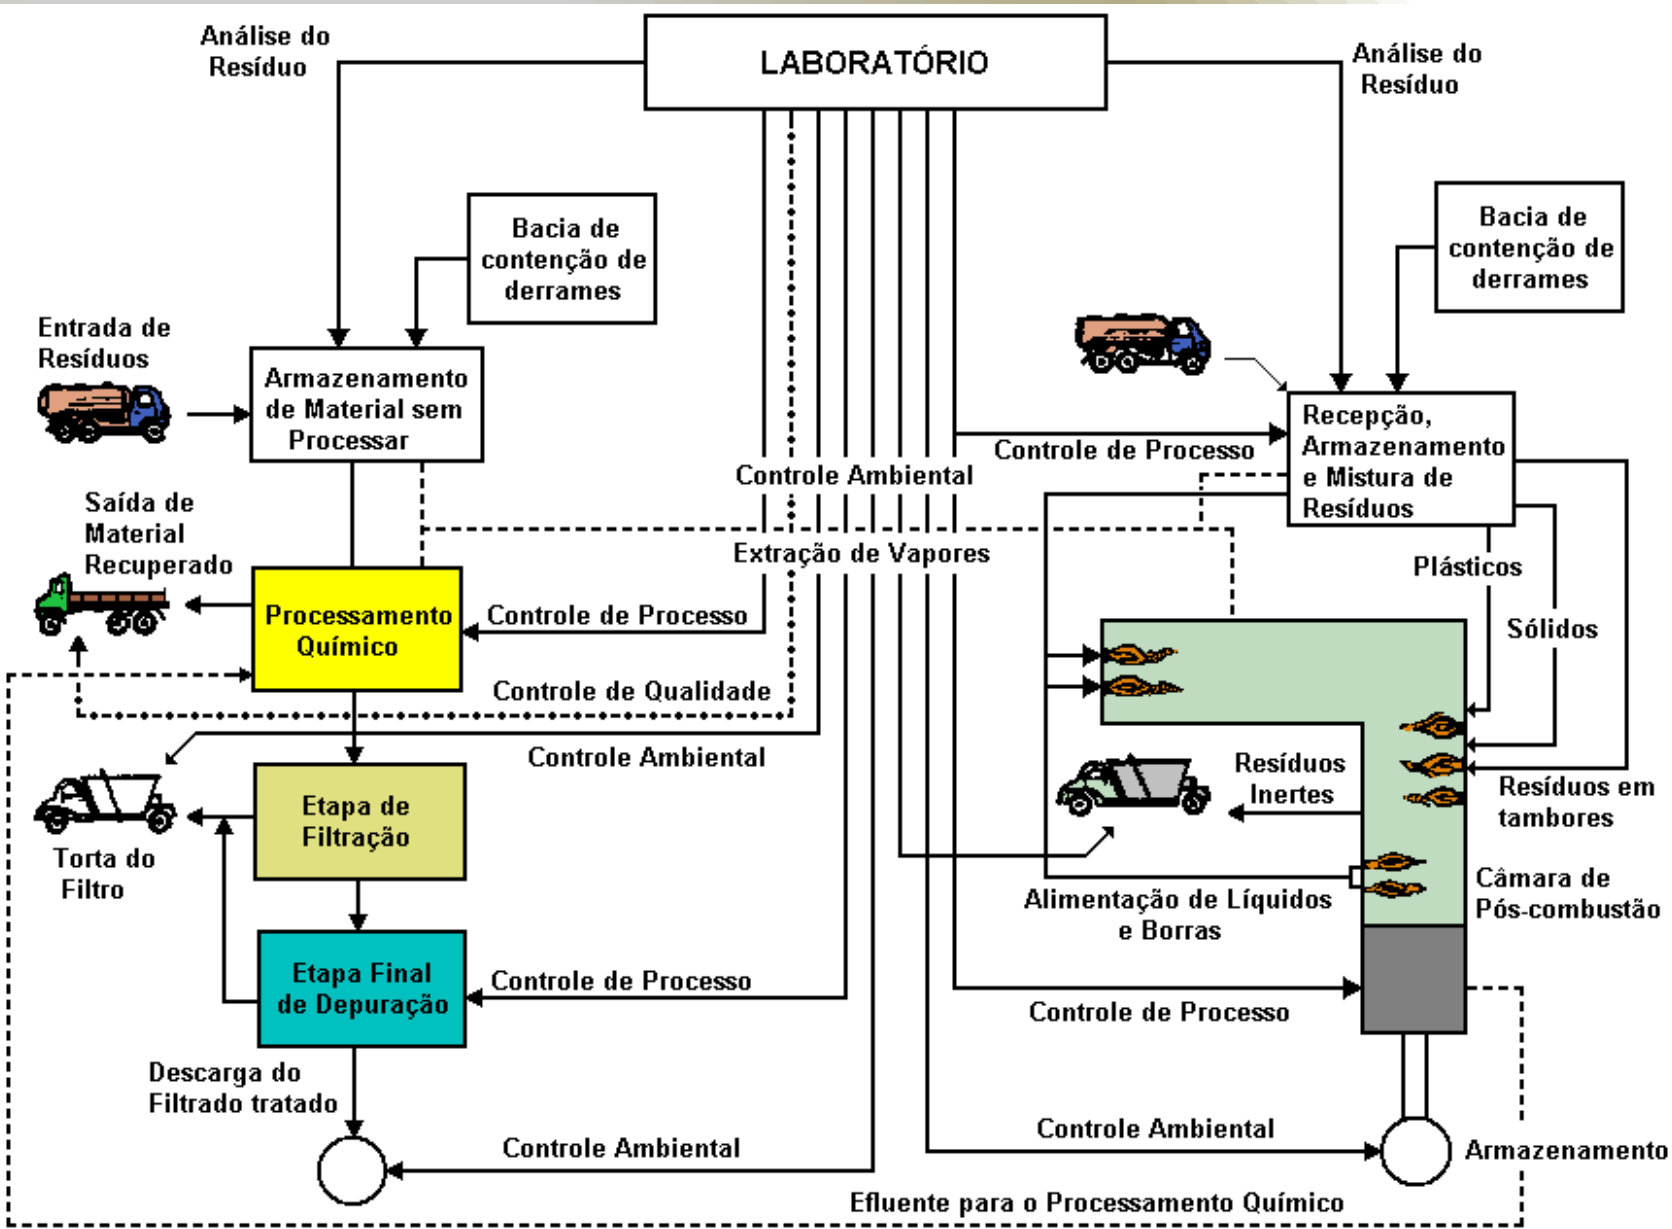 LABORATÓRIO
Análise do
Resíduo
Análise do
Resíduo
Bacia de
contenção de
derrames
Bacia de
contenção de
derrames
Entrada de
Resíduos
Armazenamento
de Material sem
Processar
Recepção,
Armazenamento
e Mistura de
Resíduos
Controle de Processo
Controle Ambiental
Saída de
Material
Recuperado
Extração de Vapores
Plásticos
Processamento
Químico
Controle de Processo
Sólidos
Controle de Qualidade
Controle Ambiental
Etapa de
Filtração
Resíduos
Inertes
Resíduos em
tambores
Torta do
Filtro
Alimentação de Líquidos
e Borras
Câmara de
Pós-combustão
Etapa Final
de Depuração
Controle de Processo
Controle de Processo
Descarga do
Filtrado tratado
Controle Ambiental
Controle Ambiental
Armazenamento
Efluente para o Processamento Químico